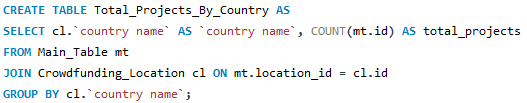 CREATE TABLE Total_Projects_By_Country AS
SELECT cl.`country name` AS `country name`, COUNT(mt.id) AS total_projects
FROM Main_Table mt
JOIN Crowdfunding_Location cl ON mt.location_id = cl.id
GROUP BY cl.`country name`;